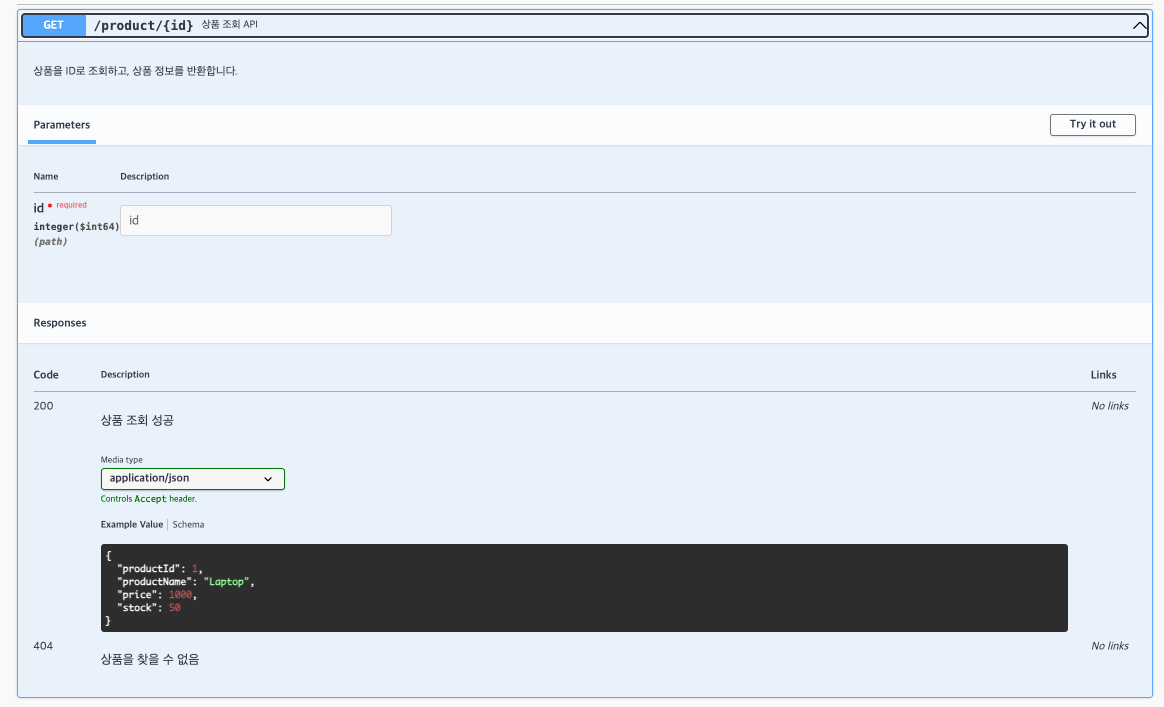 GET /product/{id} 상품 조회 API
상품을 ID로 조회하고, 상품 정보를 반환합니다.
Parameters
Try it out
Name Description
id * required
integer($int64)
(path)
id
Responses
Code Description Links
200 No links
상품 조회 성공
Media type
application/json
Controls Accept header.
Example Value Schema
{
"productId": 1,
"productName": "Laptop",
"price": 1000,
"stock": 50
}
404 No links
상품을 찾을 수 없음